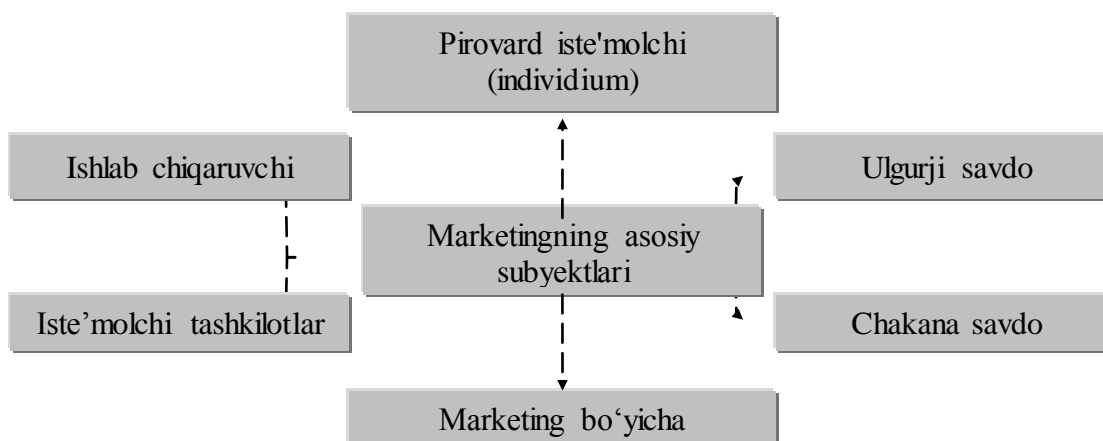 Pirovard iste'molchi
(individium)
Ishlab chiqaruvchi
Ulgurji savdo
Marketingning asosiy
subyektlari
Iste’molchi tashkilotlar
Chakana savdo
Marketing bo‘yicha